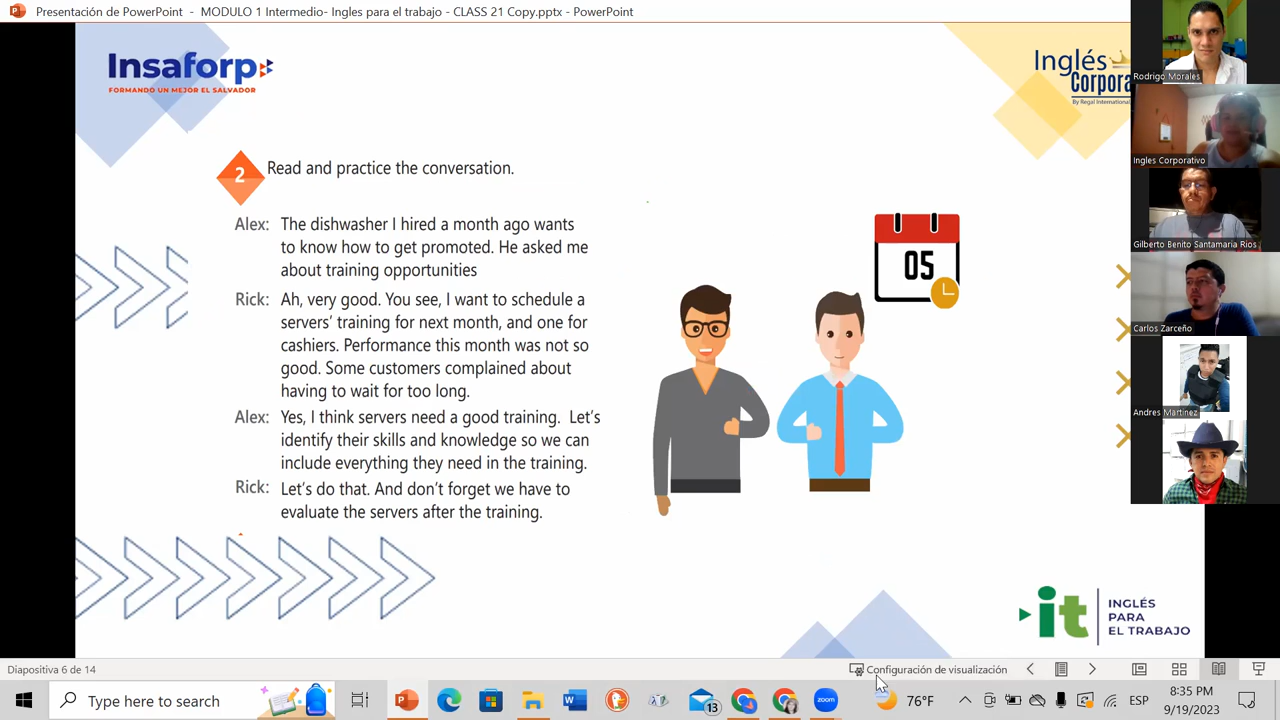 Presentación de PowerPoint - MODULO 1 Intermedio- Ingles para el trabajo - CLASS 21 Copy.pptx - PowerPoint
Insaforp
FORMANDO UN MEJOR EL SALVADOR
Inglés
Corpora
By Regal International
Rodrigo Morales
Ingles Corporativo
Gilberto Benito Santamaria Rios
Carlos Zarceño
Andres Martinez
2 Read and practice the conversation.
Alex: The dishwasher I hired a month ago wants
to know how to get promoted. He asked me
about training opportunities
Rick: Ah, very good. You see, I want to schedule a
servers’ training for next month, and one for
cashiers. Performance this month was not so
good. Some customers complained about
having to wait for too long.
Alex: Yes, I think servers need a good training. Let’s
identify their skills and knowledge so we can
include everything they need in the training.
Rick: Let’s do that. And don’t forget we have to
evaluate the servers after the training.
05
it
INGLÉS
PARA
EL TRABAJO
Diapositiva 6 de 14
Configuración de visualización
Type here to search
13
zoom
76°F
ESP
8:35 PM
9/19/2023